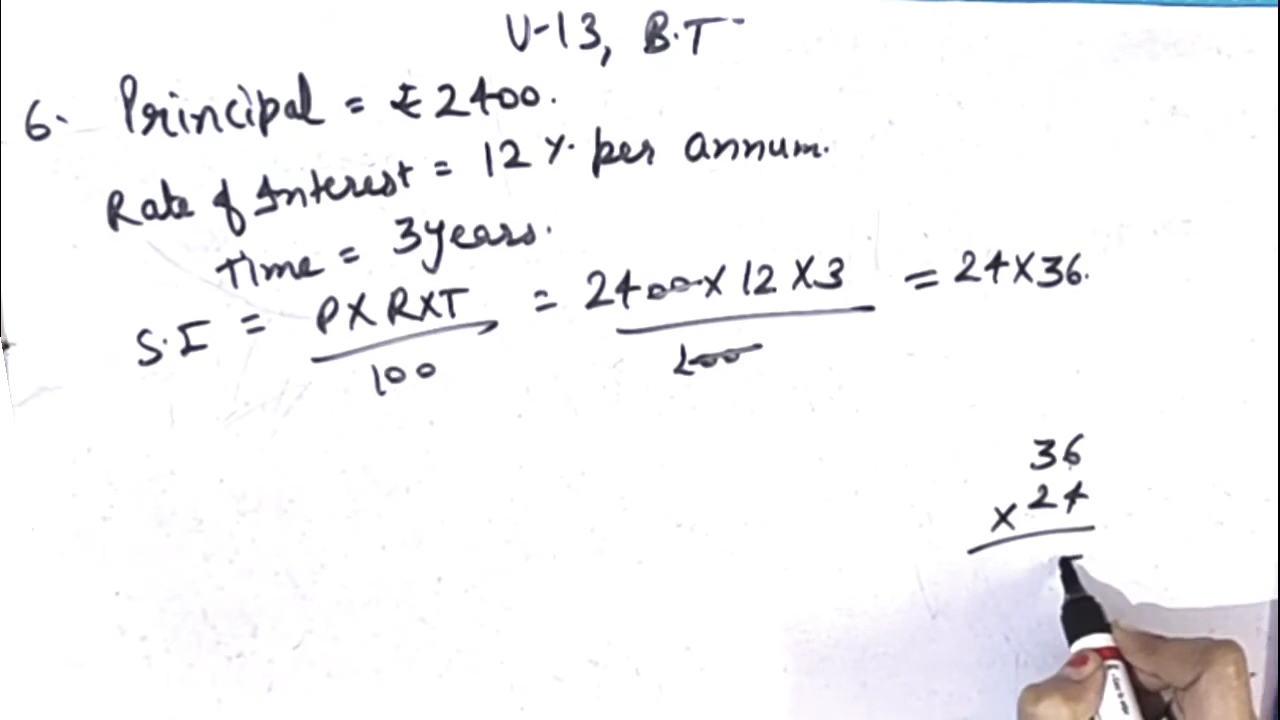 U-13, B.T
6. Principal = ₹2400.
Rate of Interest = 12 % per annum.
Time = 3 years.
S.I = P X R X T / 100 = 2400 X 12 X 3 / 100 = 24 X 36.
36
X 24